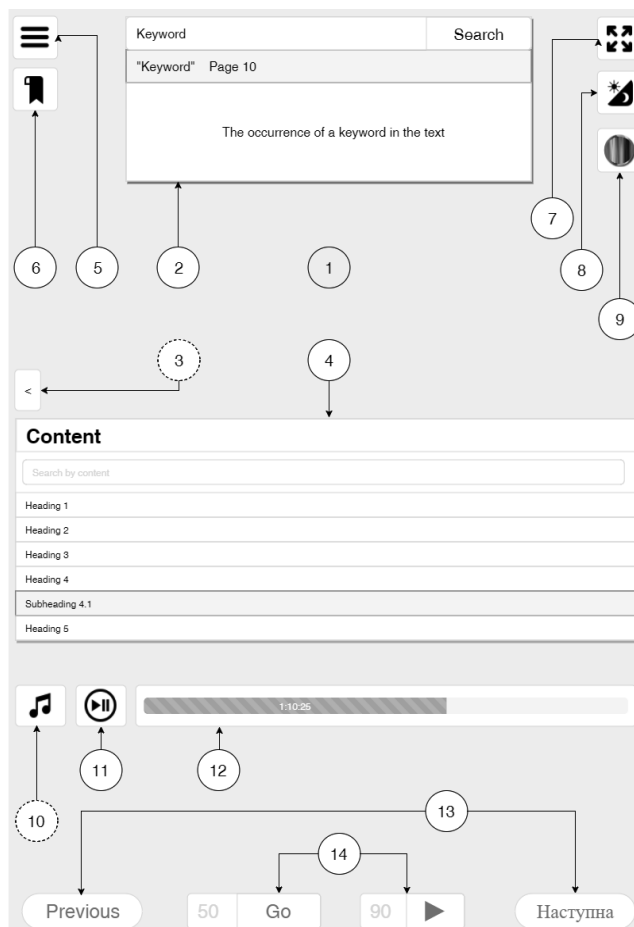 Keyword Search
"Keyword" Page 10
The occurrence of a keyword in the text
7
6 5 2 1 8
9
3 4
<
Content
Search by content
Heading 1
Heading 2
Heading 3
Heading 4
Subheading 4.1
Heading 5
1:10:25
11 12
10 13
14
Previous 50 Go 90 Наступна